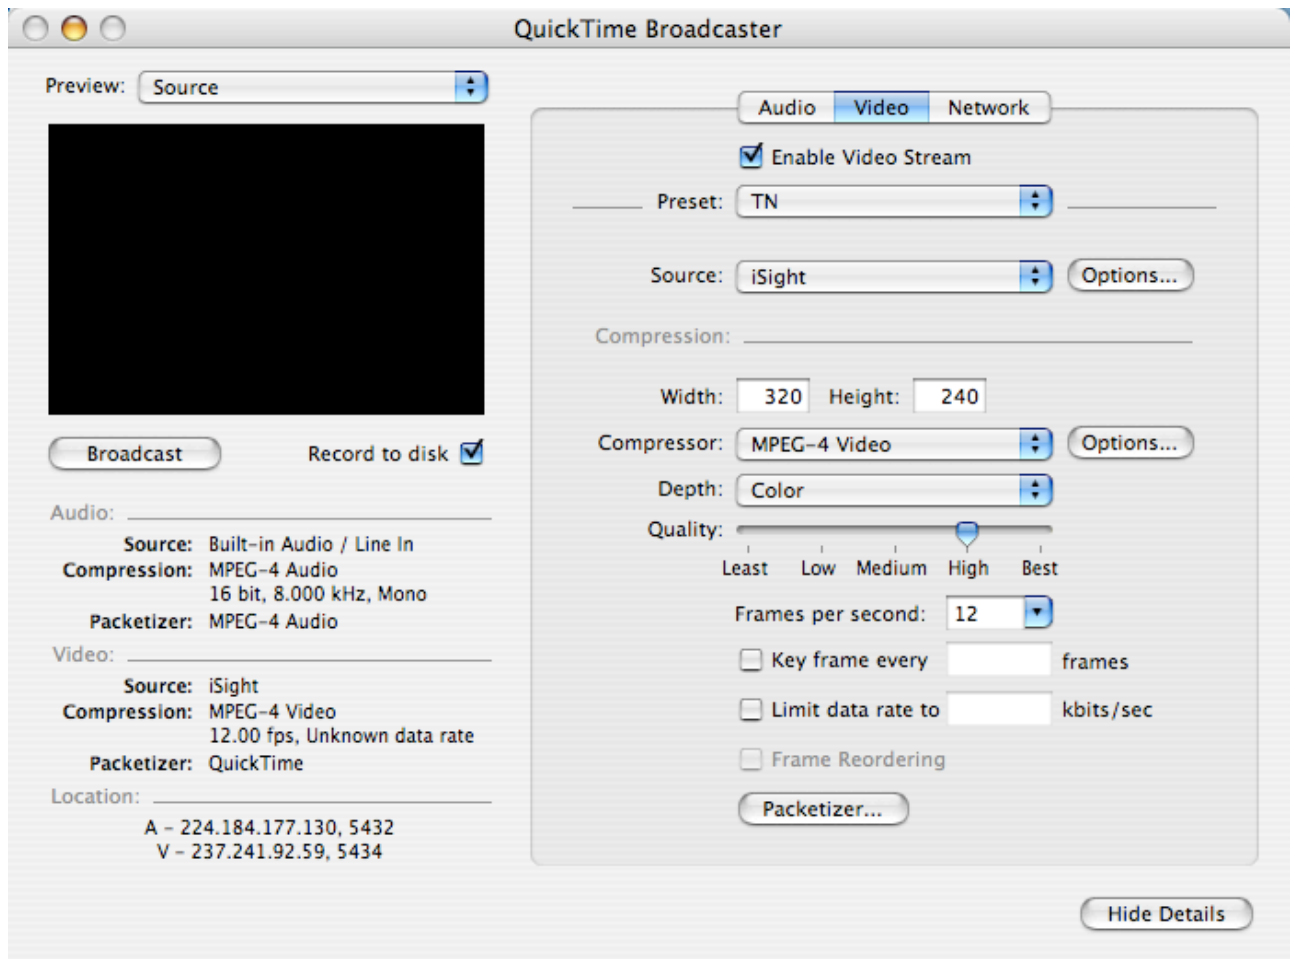 QuickTime Broadcaster
Preview: Source
Broadcast Record to disk
Audio:
Source: Built-in Audio / Line In
Compression: MPEG-4 Audio
16 bit, 8.000 kHz, Mono
Packetizer: MPEG-4 Audio
Video:
Source: iSight
Compression: MPEG-4 Video
12.00 fps, Unknown data rate
Packetizer: QuickTime
Location:
A - 224.184.177.130, 5432
V - 237.241.92.59, 5434
Audio Video Network
Enable Video Stream
Preset: TN
Source: iSight Options...
Compression:
Width: 320 Height: 240
Compressor: MPEG-4 Video Options...
Depth: Color
Quality:
Least Low Medium High Best
Frames per second: 12
Key frame every frames
Limit data rate to kbits/sec
Frame Reordering
Packetizer...
Hide Details